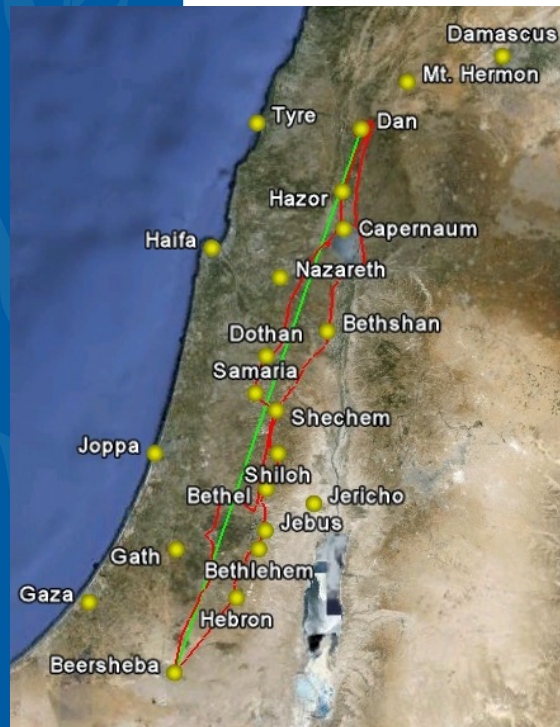 Damascus
Mt. Hermon
Tyre
Dan
Hazor
Capernaum
Haifa
Nazareth
Bethshan
Dothan
Samaria
Shechem
Joppa
Shiloh
Bethel
Jericho
Jebus
Gath
Bethlehem
Gaza
Hebron
Beersheba